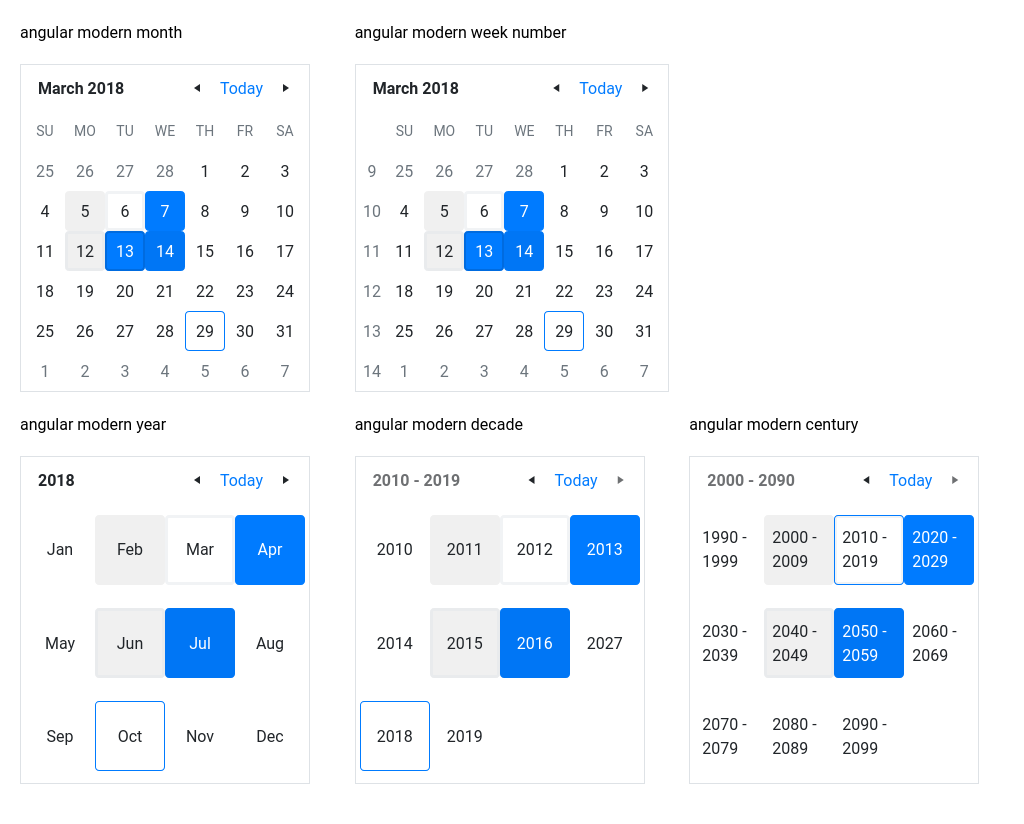 angular modern month
March 2018 Today
SU MO TU WE TH FR SA
25 26 27 28 1 2 3
4 5 6 7 8 9 10
11 12 13 14 15 16 17
18 19 20 21 22 23 24
25 26 27 28 29 30 31
1 2 3 4 5 6 7
angular modern week number
March 2018 Today
SU MO TU WE TH FR SA
9 25 26 27 28 1 2 3
10 4 5 6 7 8 9 10
11 11 12 13 14 15 16 17
12 18 19 20 21 22 23 24
13 25 26 27 28 29 30 31
14 1 2 3 4 5 6 7
angular modern year
2018 Today
Jan Feb Mar Apr
May Jun Jul Aug
Sep Oct Nov Dec
angular modern decade
2010 - 2019 Today
2010 2011 2012 2013
2014 2015 2016 2027
2018 2019
angular modern century
2000 - 2090 Today
1990 - 2000 - 2010 - 2020 -
1999 2009 2019 2029
2030 - 2040 - 2050 - 2060 -
2039 2049 2059 2069
2070 - 2080 - 2090 -
2079 2089 2099